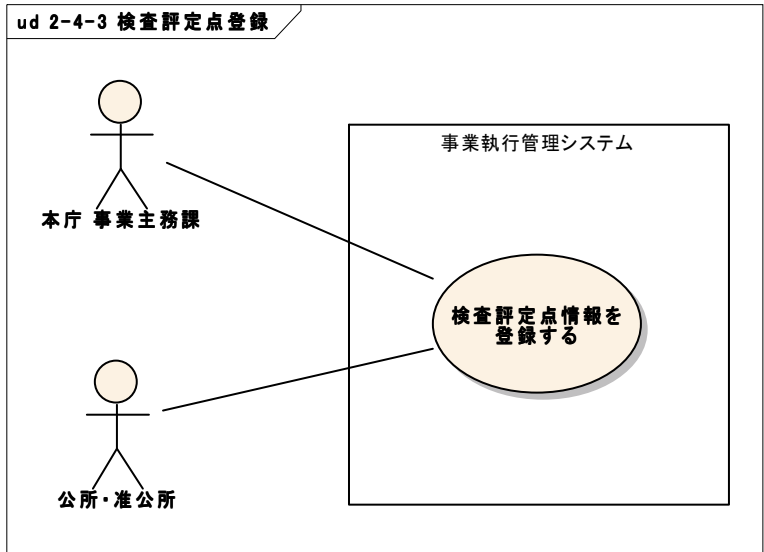 ud 2-4-3 検査評定点登録
事業執行管理システム
本庁 事業主務課
検査評定点情報を
登録する
公所・准公所